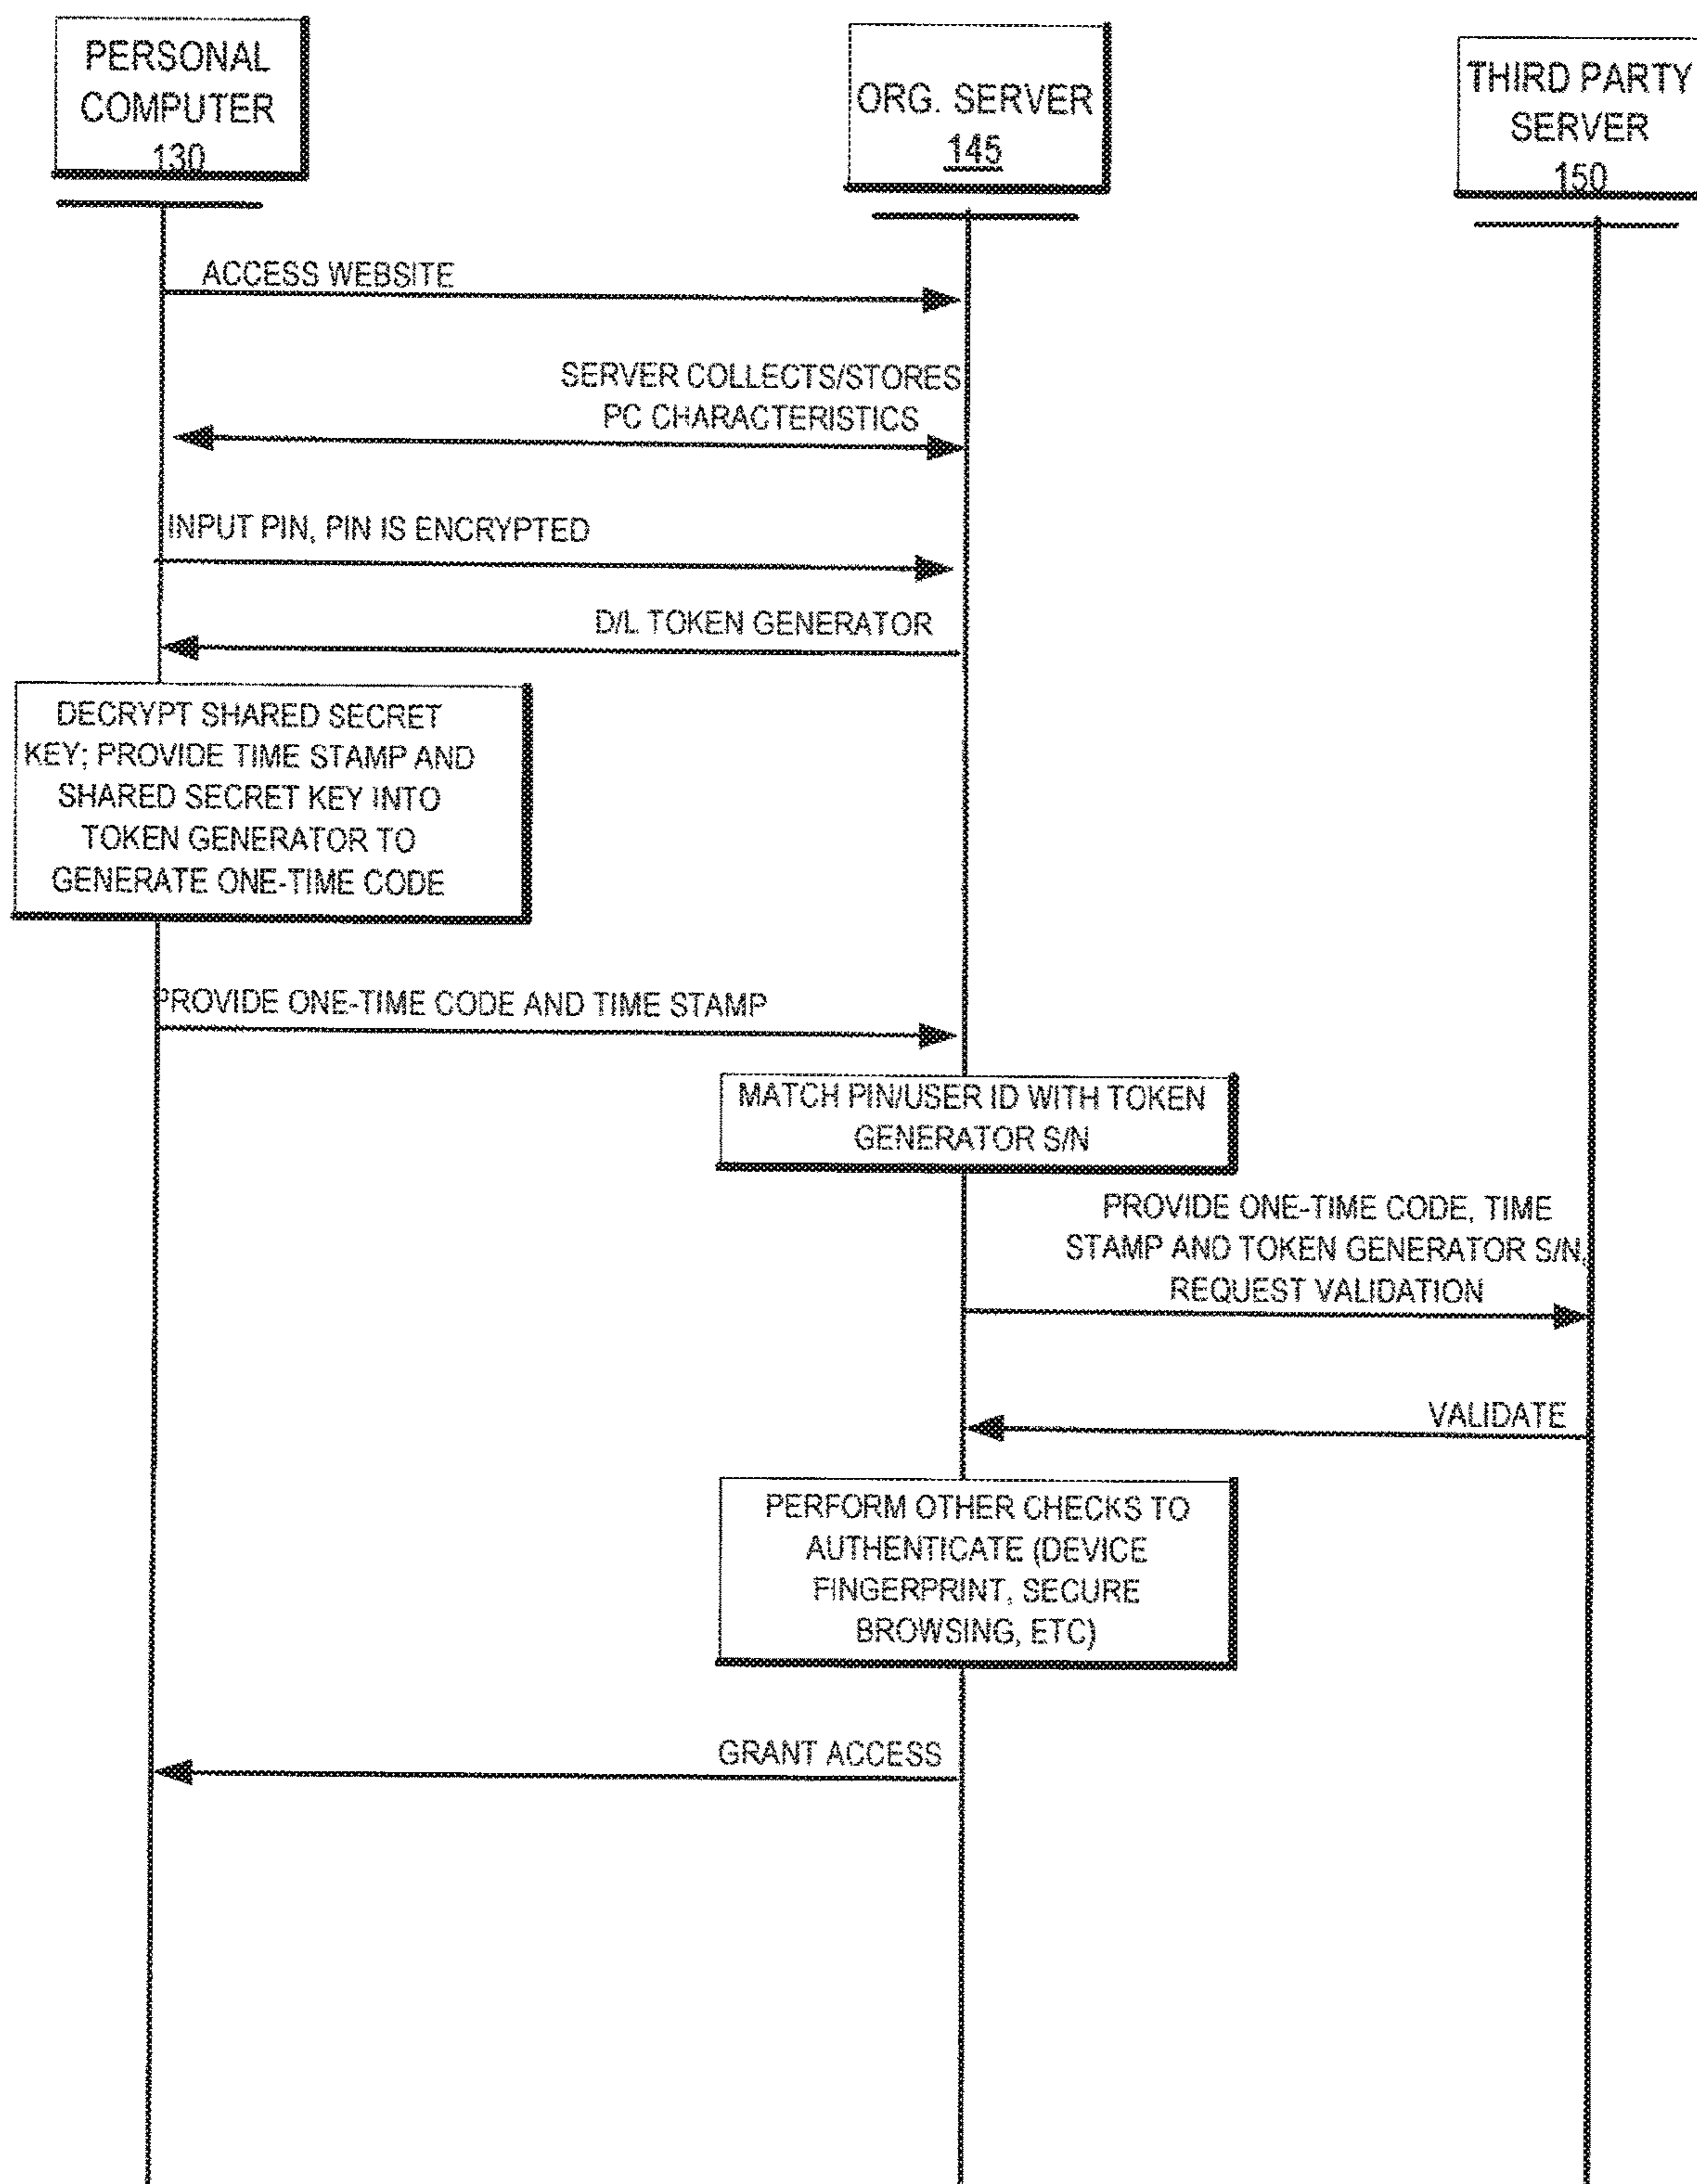 PERSONAL
COMPUTER
130
ORG. SERVER
145
THIRD PARTY
SERVER
150
ACCESS WEBSITE
SERVER COLLECTS/STORES
PC CHARACTERISTICS
INPUT PIN, PIN IS ENCRYPTED
D/L TOKEN GENERATOR
DECRYPT SHARED SECRET
KEY; PROVIDE TIME STAMP AND
SHARED SECRET KEY INTO
TOKEN GENERATOR TO
GENERATE ONE-TIME CODE
PROVIDE ONE-TIME CODE AND TIME STAMP
MATCH PIN/USER ID WITH TOKEN
GENERATOR S/N
PROVIDE ONE-TIME CODE, TIME
STAMP AND TOKEN GENERATOR S/N,
REQUEST VALIDATION
VALIDATE
PERFORM OTHER CHECKS TO
AUTHENTICATE (DEVICE
FINGERPRINT, SECURE
BROWSING, ETC)
GRANT ACCESS